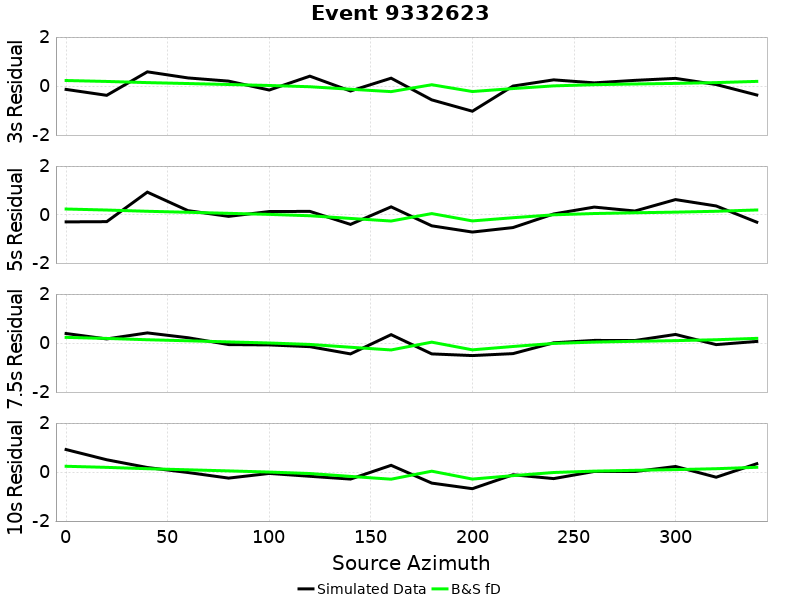 Event 9332623
3s Residual
2
0
-2
5s Residual
2
0
-2
7.5s Residual
2
0
-2
10s Residual
2
0
-2
0 50 100 150 200 250 300
Source Azimuth
Simulated Data B&S fD